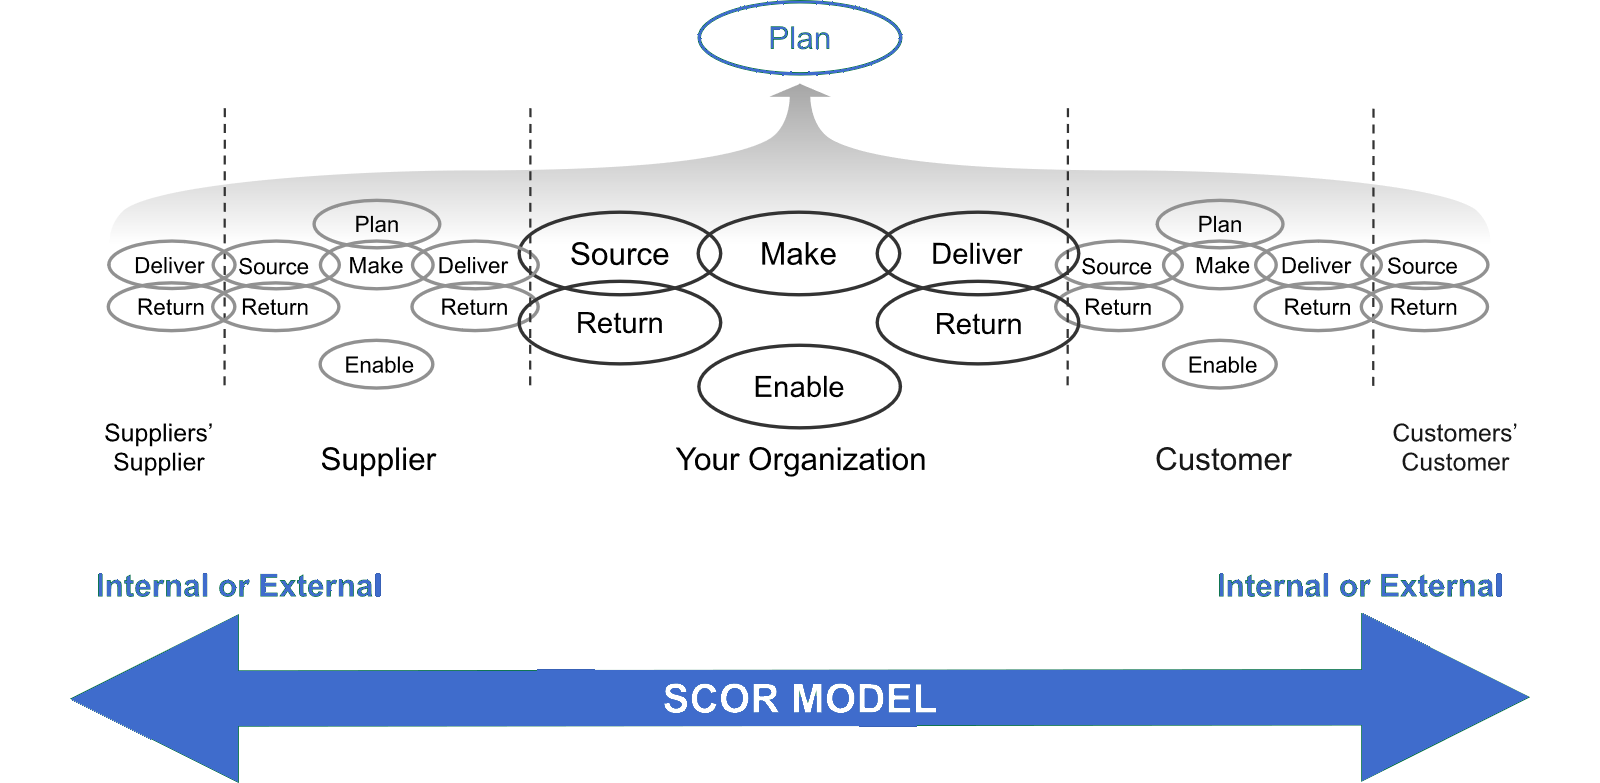 Plan
Plan
Plan
Deliver Source Make Deliver Source Make Deliver Source Make Deliver Source
Return Return Return Return Return Return Return Return
Enable Enable Enable
Suppliers’
Supplier
Supplier
Your Organization
Customer
Customers’
Customer
Internal or External
Internal or External
SCOR MODEL